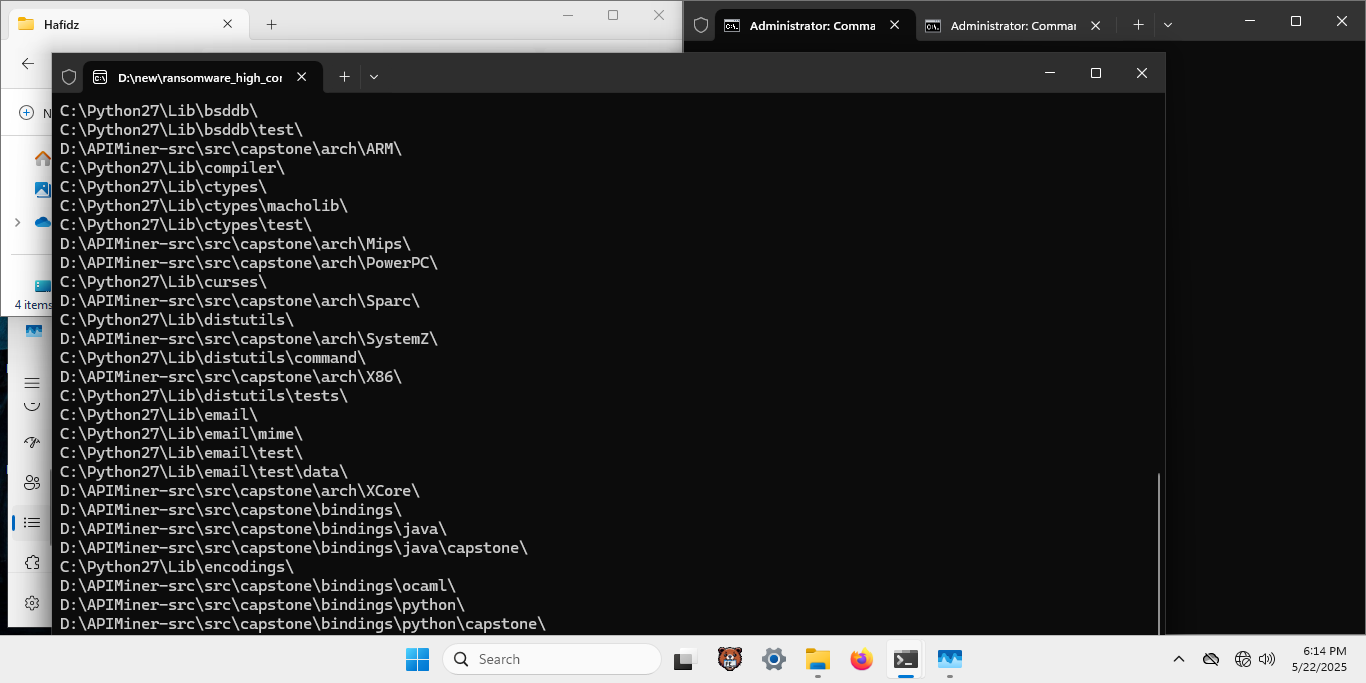 Hafidz
Administrator: Comma
Administrator: Commar
D:\new\ransomware_high_cor
N
4 items
C:\Python27\Lib\bsddb\
C:\Python27\Lib\bsddb\test\
D:\APIMiner-src\src\capstone\arch\ARM\
C:\Python27\Lib\compiler\
C:\Python27\Lib\ctypes\
C:\Python27\Lib\ctypes\macholib\
C:\Python27\Lib\ctypes\test\
D:\APIMiner-src\src\capstone\arch\Mips\
D:\APIMiner-src\src\capstone\arch\PowerPC\
C:\Python27\Lib\curses\
D:\APIMiner-src\src\capstone\arch\Sparc\
C:\Python27\Lib\distutils\
D:\APIMiner-src\src\capstone\arch\SystemZ\
C:\Python27\Lib\distutils\command\
D:\APIMiner-src\src\capstone\arch\X86\
C:\Python27\Lib\distutils\tests\
C:\Python27\Lib\email\
C:\Python27\Lib\email\mime\
C:\Python27\Lib\email\test\
C:\Python27\Lib\email\test\data\
D:\APIMiner-src\src\capstone\arch\XCore\
D:\APIMiner-src\src\capstone\bindings\
D:\APIMiner-src\src\capstone\bindings\java\
D:\APIMiner-src\src\capstone\bindings\java\capstone\
C:\Python27\Lib\encodings\
D:\APIMiner-src\src\capstone\bindings\ocaml\
D:\APIMiner-src\src\capstone\bindings\python\
D:\APIMiner-src\src\capstone\bindings\python\capstone\
Search
6:14 PM
5/22/2025